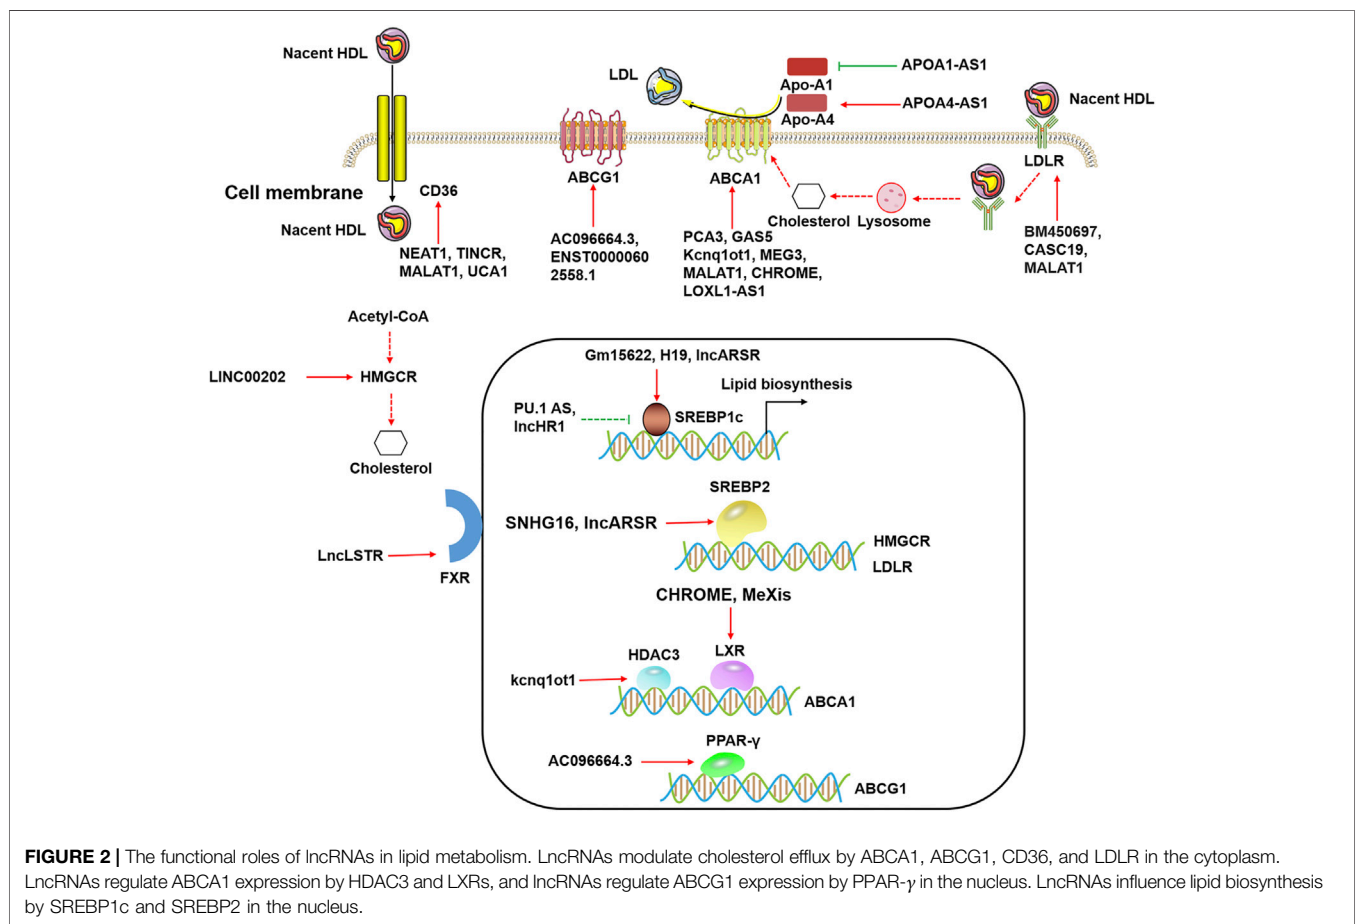 Nacent HDL
LDL
Apo-A1
APOA1-AS1
Apo-A4
APOA4-AS1
Nacent HDL
Cell membrane
CD36
ABCG1
ABCA1
LDLR
Cholesterol
Lysosome
Nacent HDL
NEAT1, TINCR,
MALAT1, UCA1
AC096664.3,
ENST0000060
2558.1
PCA3, GAS5
Kcnq1ot1, MEG3,
MALAT1, CHROME,
LOXL1-AS1
BM450697,
CASC19,
MALAT1
Acetyl-CoA
LINC00202
HMGCR
Cholesterol
LncLSTR
FXR
Gm15622, H19, lncARSR
Lipid biosynthesis
PU.1 AS,
lncHR1
SREBP1c
SREBP2
SNHG16, lncARSR
HMGCR
LDLR
CHROME, MeXis
HDAC3
LXR
kcnq1ot1
ABCA1
PPAR-γ
AC096664.3
ABCG1
FIGURE 2 | The functional roles of lncRNAs in lipid metabolism. LncRNAs modulate cholesterol efflux by ABCA1, ABCG1, CD36, and LDLR in the cytoplasm.
LncRNAs regulate ABCA1 expression by HDAC3 and LXRs, and lncRNAs regulate ABCG1 expression by PPAR-γ in the nucleus. LncRNAs influence lipid biosynthesis
by SREBP1c and SREBP2 in the nucleus.